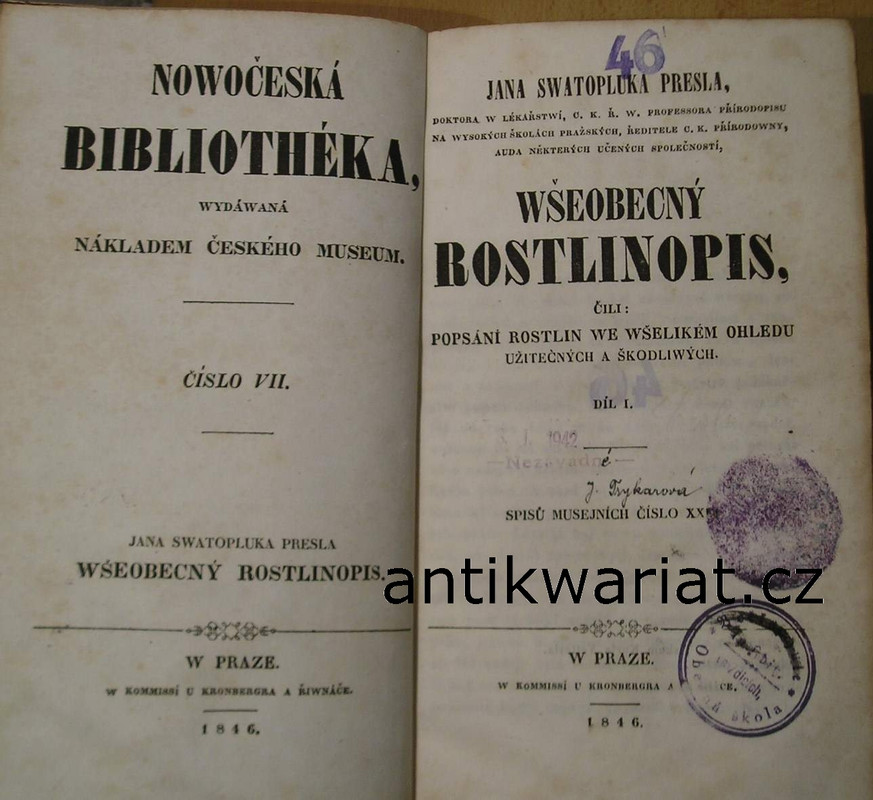 NOWOČESKÁ
BIBLIOTHÉKA,
WYDÁWANÁ
NÁKLADEM ČESKÉHO MUSEUM.
ČÍSLO VII.
JANA SWATOPLUKA PRESLA
WŠEOBECNÝ ROSTLINOPIS.
W PRAZE.
W KOMMISSÍ U KRONBERGRA A ŘIWNÁČE.
1846.
46
JANA SWATOPLUKA PRESLA,
DOKTORA W LÉKAŘSTWÍ, C. K. Ř. W. PROFESSORA PŘÍRODOPISU
NA WYSOKÝCH ŠKOLÁCH PRAŽSKÝCH, ŘEDITELE C. K. PŘÍRODOWNY,
AUDA NĚKTERÝCH UČENÝCH SPOLEČNOSTÍ,
WŠEOBECNÝ
ROSTLINOPIS,
ČILI:
POPSÁNÍ ROSTLIN WE WŠELIKÉM OHLEDU
UŽITEČNÝCH A ŠKODLIWÝCH.
DÍL I.
1942
—Nezávadné—
J. Trykarová
SPISŮ MUSEJNÍCH ČÍSLO
antikwariat.cz
W PRAZE.
W KOMMISSÍ U KRONBERGRA A
1846.
škola